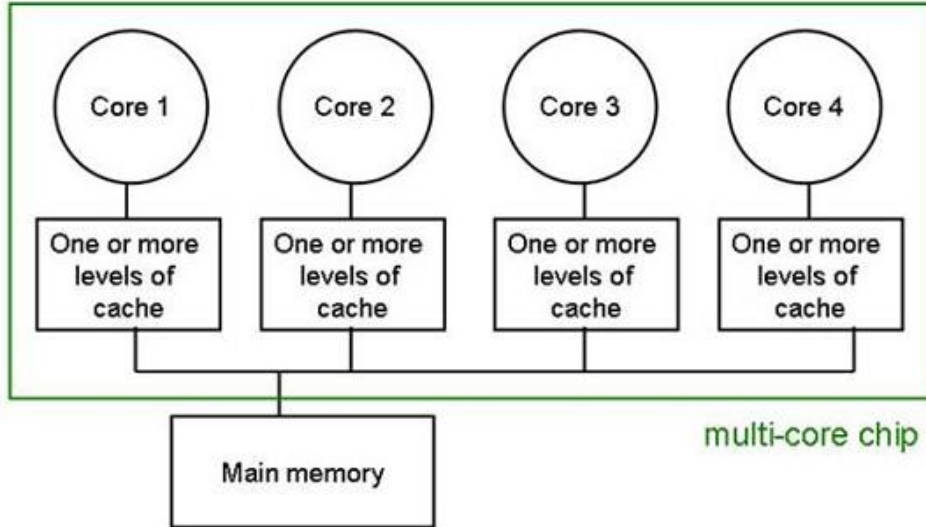 Core 1
Core 2
Core 3
Core 4
One or more
levels of
cache
One or more
levels of
cache
One or more
levels of
cache
One or more
levels of
cache
multi-core chip
Main memory